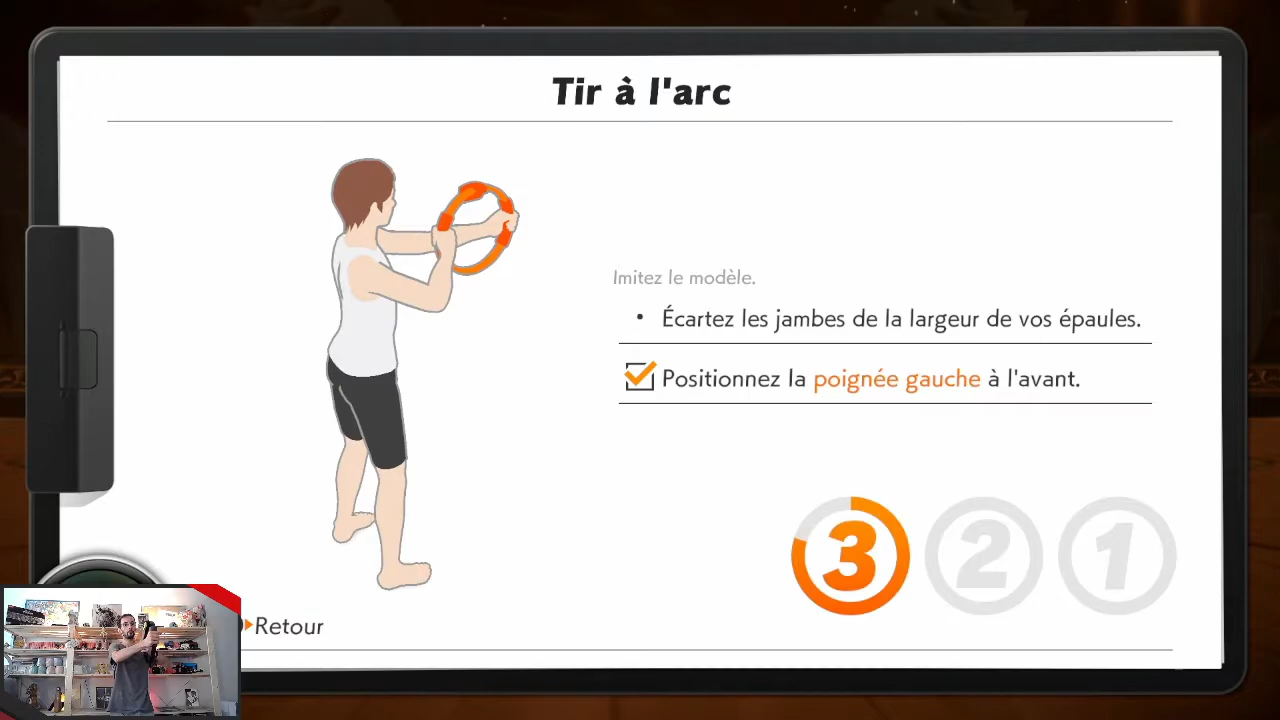 Tir à l'arc
Imitez le modèle.
• Écartez les jambes de la largeur de vos épaules.
Positionnez la poignée gauche à l'avant.
3 2 1
Retour